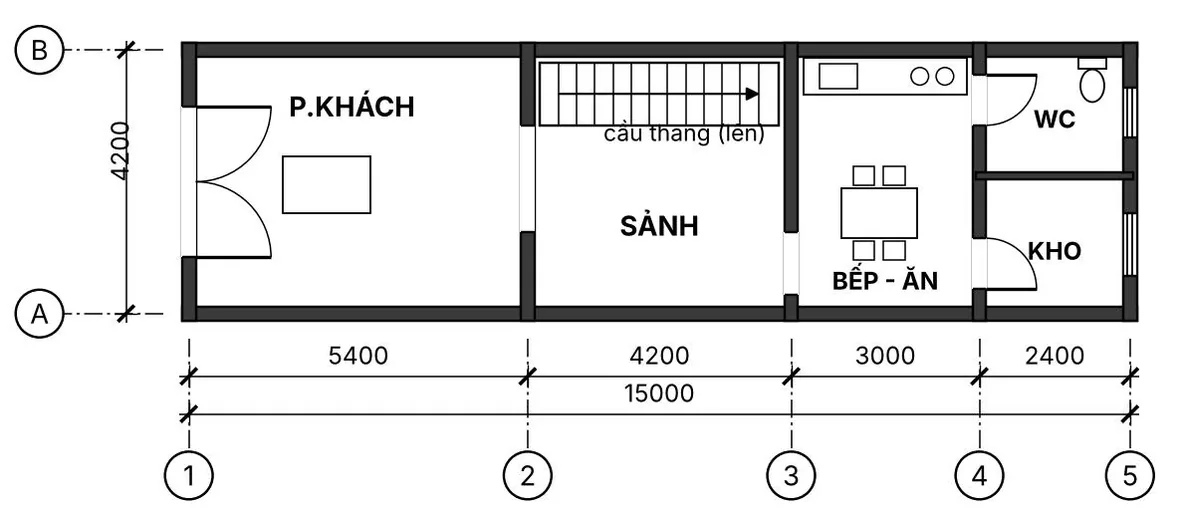 B
P.KHÁCH
WC
cầu thang (lên)
4200
SẢNH
KHO
BẾP - ĂN
A
5400
4200
3000
2400
15000
1
2
3
4
5